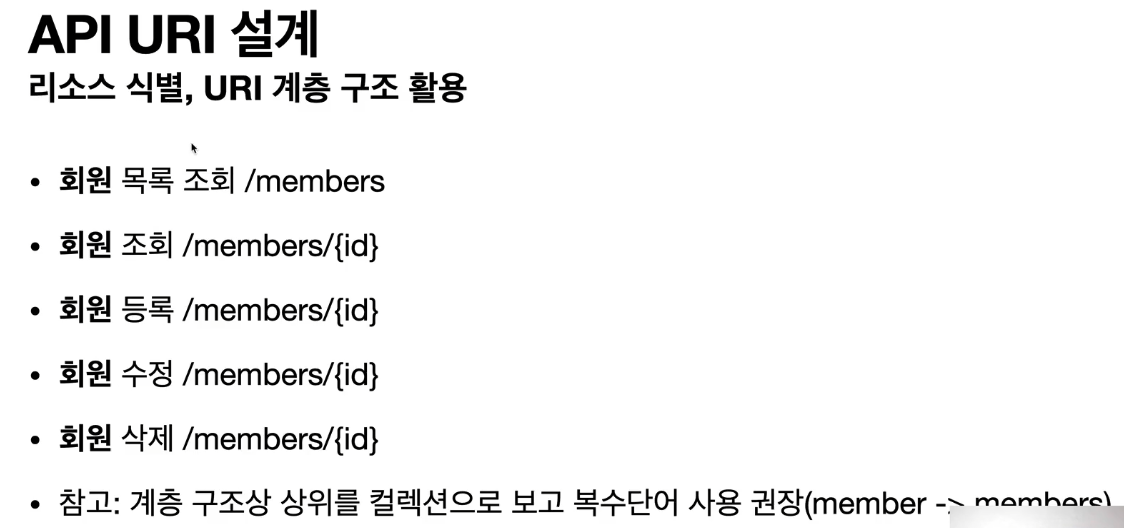 API URI 설계
리소스 식별, URI 계층 구조 활용
• 회원 목록 조회 /members
• 회원 조회 /members/{id}
• 회원 등록 /members/{id}
• 회원 수정 /members/{id}
• 회원 삭제 /members/{id}
• 참고: 계층 구조상 상위를 컬렉션으로 보고 복수단어 사용 권장(member -> members)